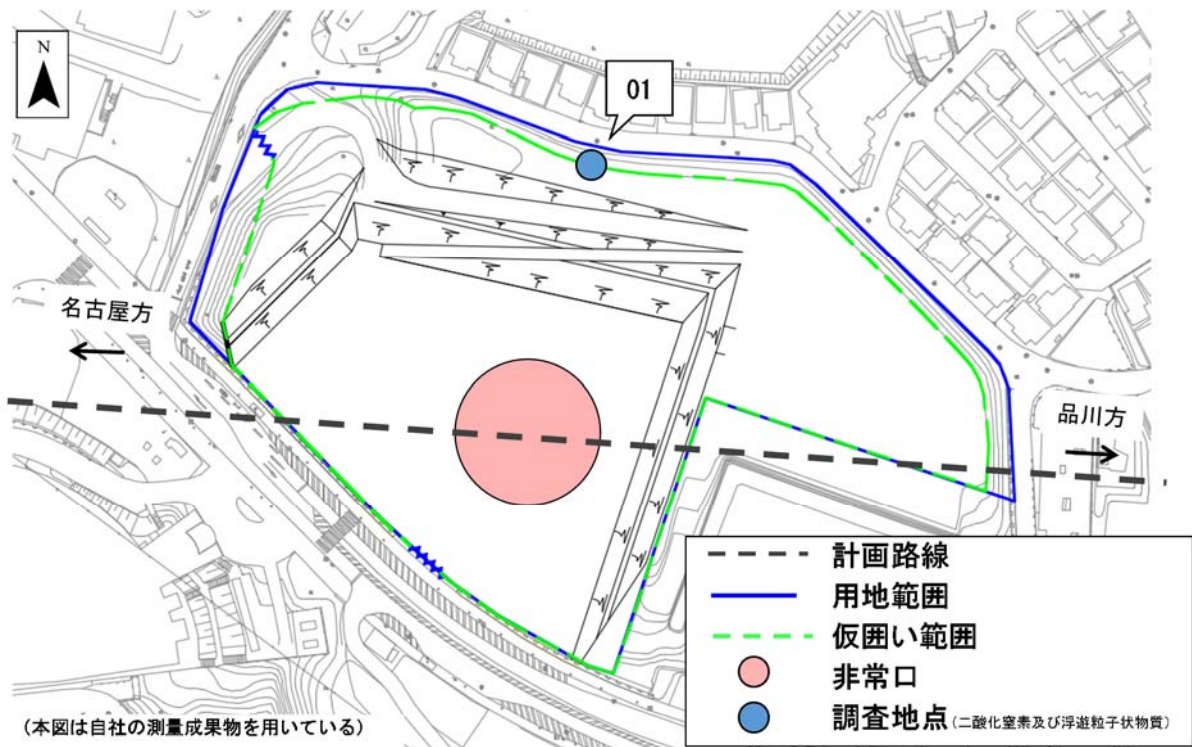 N
01
名古屋方
品川方
計画路線
用地範囲
仮囲い範囲
非常口
調査地点(二酸化窒素及び浮遊粒子状物質)
(本図は自社の測量成果物を用いている)